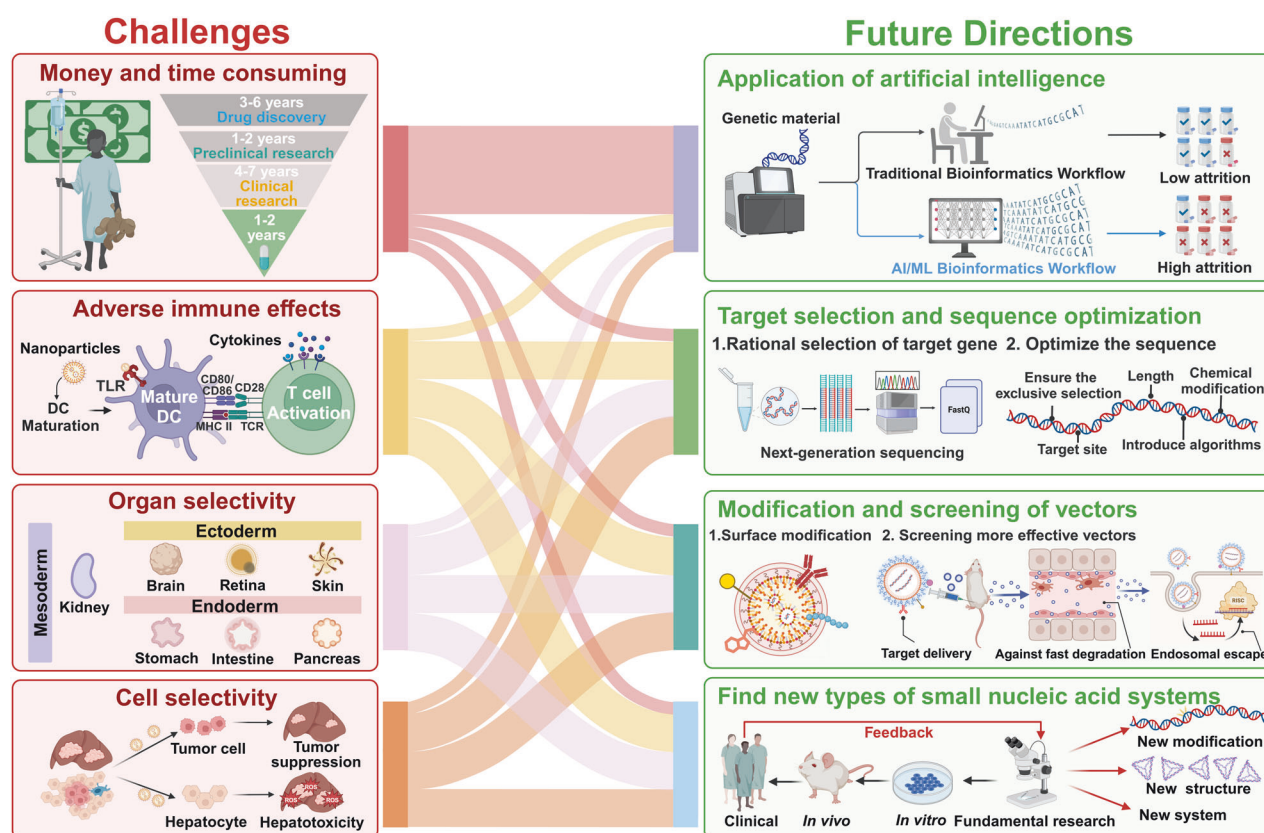 Challenges
Future Directions
Money and time consuming
3-6 years
Drug discovery
1-2 years
Preclinical research
4-7 years
Clinical
research
1-2
years
Application of artificial intelligence
Genetic material
Traditional Bioinformatics Workflow
Low attrition
AI/ML Bioinformatics Workflow
High attrition
Adverse immune effects
Nanoparticles
Cytokines
TLR
CD80/
CD86
CD28
Mature
DC
T cell
Activation
DC
Maturation
MHC II
TCR
Target selection and sequence optimization
1.Rational selection of target gene
2. Optimize the sequence
FastQ
Next-generation sequencing
Ensure the
exclusive selection
Length
Chemical
modification
Target site
Introduce algorithms
Organ selectivity
Mesoderm
Kidney
Ectoderm
Brain
Retina
Skin
Endoderm
Stomach
Intestine
Pancreas
Modification and screening of vectors
1.Surface modification
2. Screening more effective vectors
RISC
Target delivery
Against fast degradation
Endosomal escape
Cell selectivity
Tumor cell
Tumor
suppression
ROS
ROS
ROS
Hepatocyte
Hepatotoxicity
Find new types of small nucleic acid systems
Feedback
Clinical
In vivo
In vitro
Fundamental research
New modification
New structure
New system